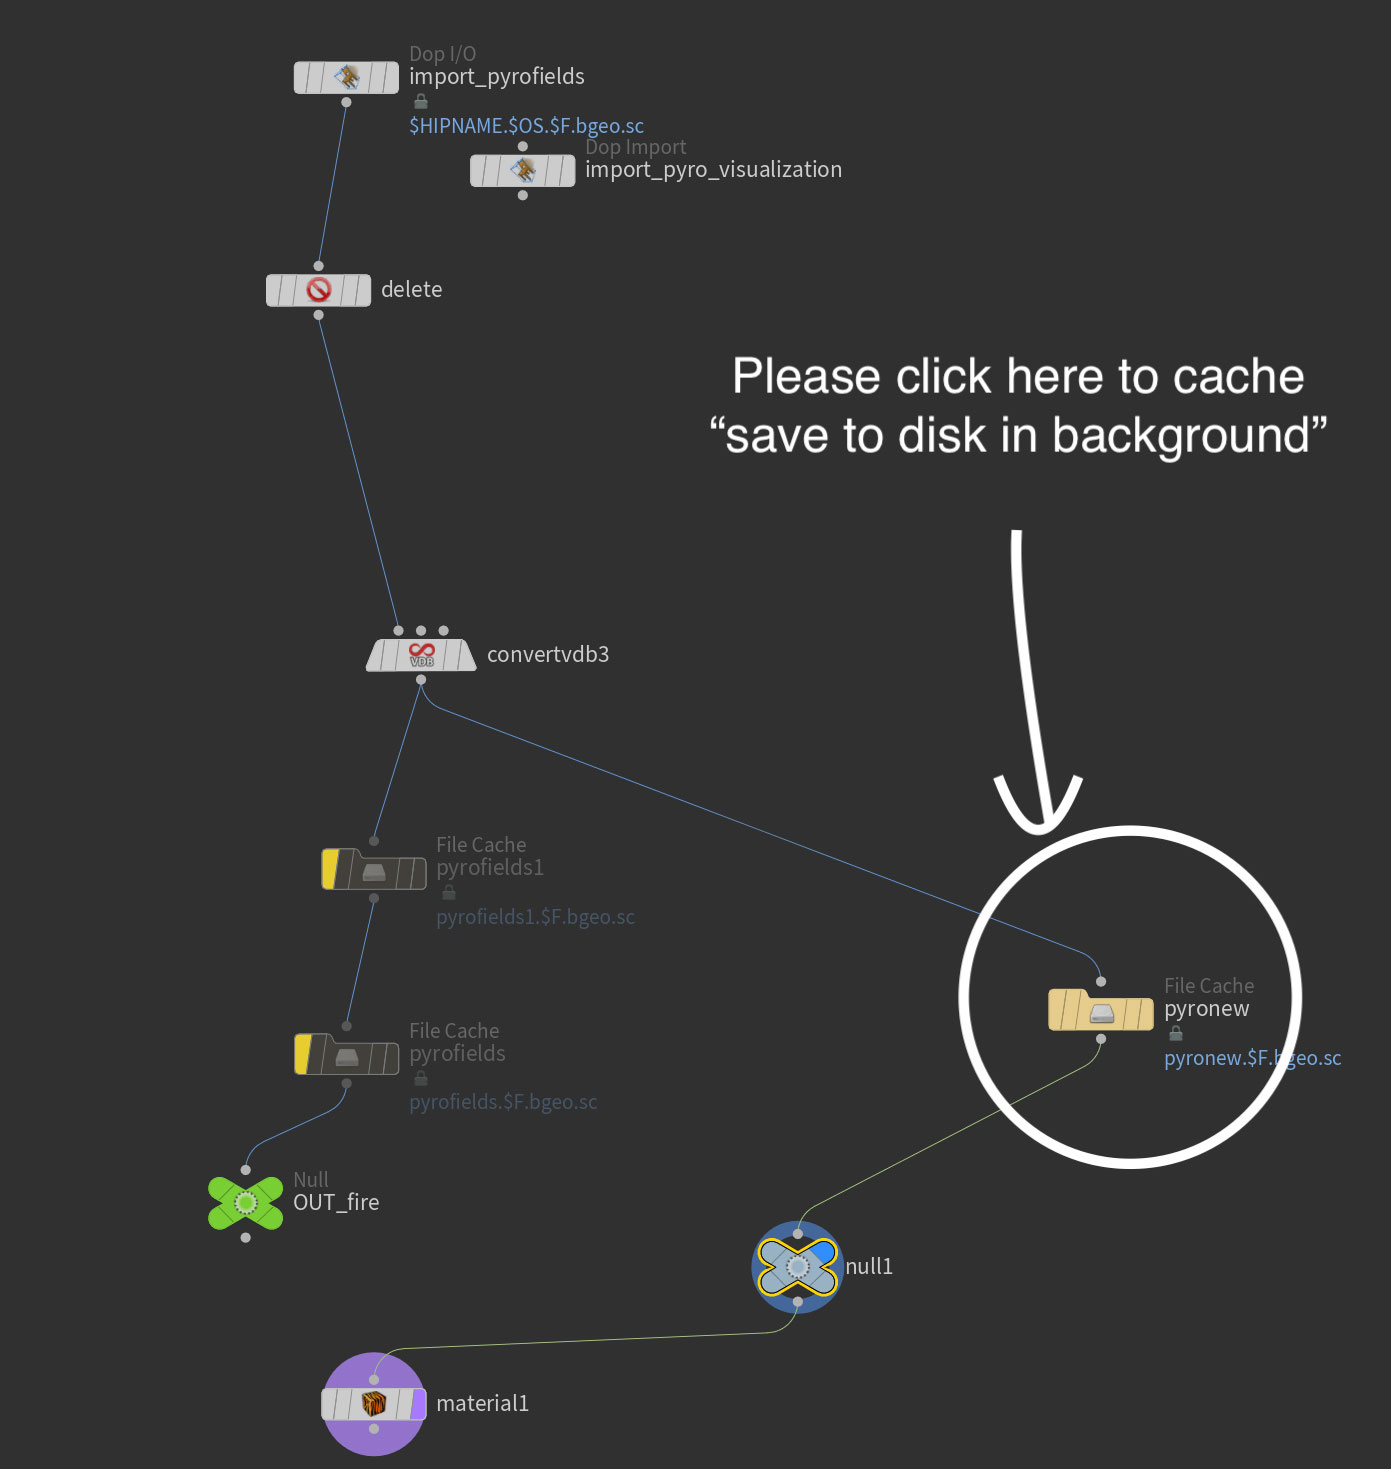 Dop I/O
import_pyrofields
$HIPNAME.$OS.$F.bgeo.sc
Dop Import
import_pyro_visualization
delete
Please click here to cache
“save to disk in background”
convertvdb3
VDB
File Cache
pyrofields1
pyrofields1.$F.bgeo.sc
File Cache
pyronew
pyronew.$F.bgeo.sc
File Cache
pyrofields
pyrofields.$F.bgeo.sc
Null
OUT_fire
null1
material1